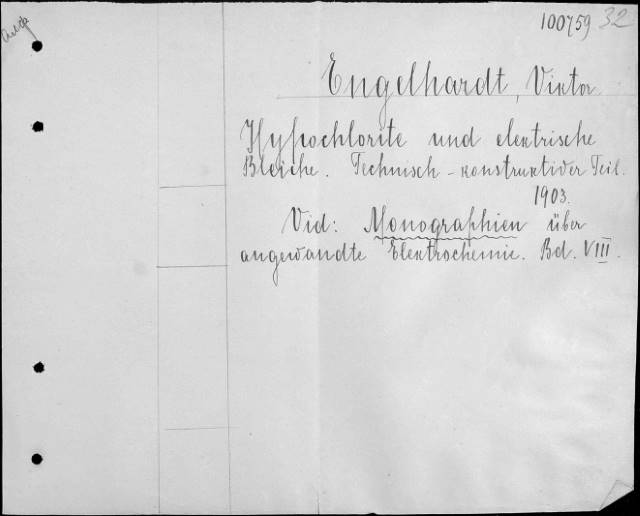 100759 32
Engelhardt, Viktor.
Hypochlorite und elektrische
Bleiche. Technisch-konstruktiver Teil.
1903.
Vid: Monographien über
angewandte Elektrochemie. Bd. VIII.